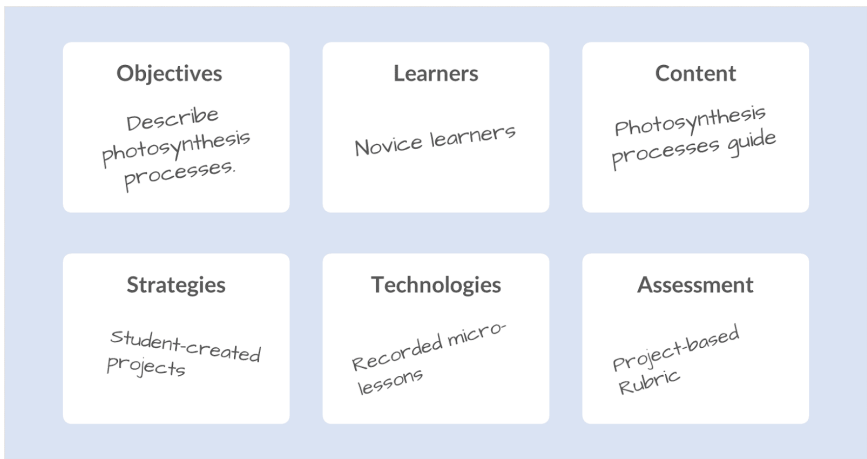 Objectives
Describe
photosynthesis
processes.
Learners
Novice learners
Content
Photosynthesis
processes guide
Strategies
Student-created
Projects
Technologies
Recorded micro-
lessons
Assessment
Project-based
Rubric